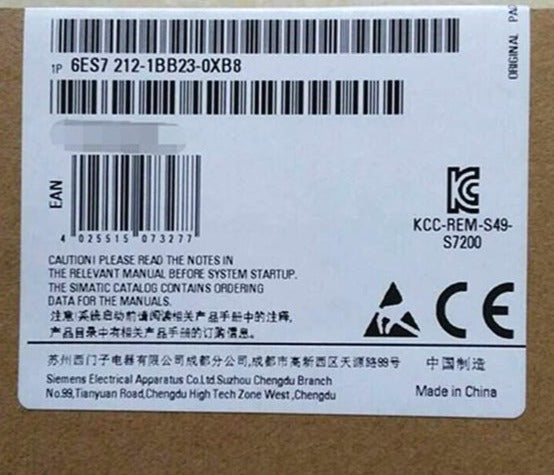 ORIGINAL
1P 6ES7 212-1BB23-0XB8
EAN
4 025515 073277
KCC-REM-S49-
S7200
CAUTION! PLEASE READ THE NOTES IN
THE RELEVANT MANUAL BEFORE SYSTEM STARTUP.
THE SIMATIC CATALOG CONTAINS ORDERING
DATA FOR THE MANUALS.
注意!系统启动前请阅读相关产品手册中的注释,
产品目录中有相关产品手册的订购信息。
CE
苏州西门子电器有限公司成都分公司,成都市高新西区天源路99号
中国制造
Siemens Electrical Apparatus Co.Ltd.Suzhou Chengdu Branch
No.99,Tianyuan Road,Chengdu High Tech Zone West ,Chengdu
Made in China